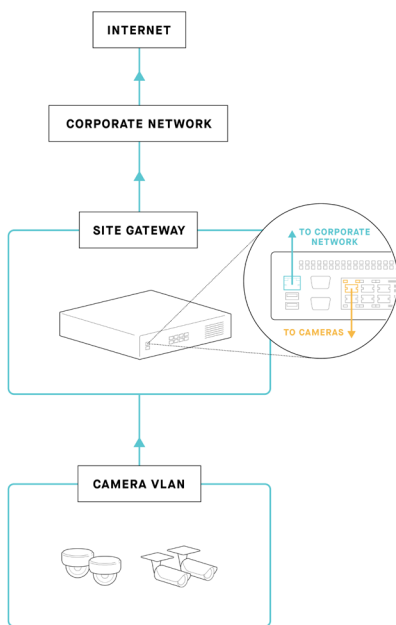 INTERNET
CORPORATE NETWORK
SITE GATEWAY
TO CORPORATE
NETWORK
TO CAMERAS
CAMERA VLAN